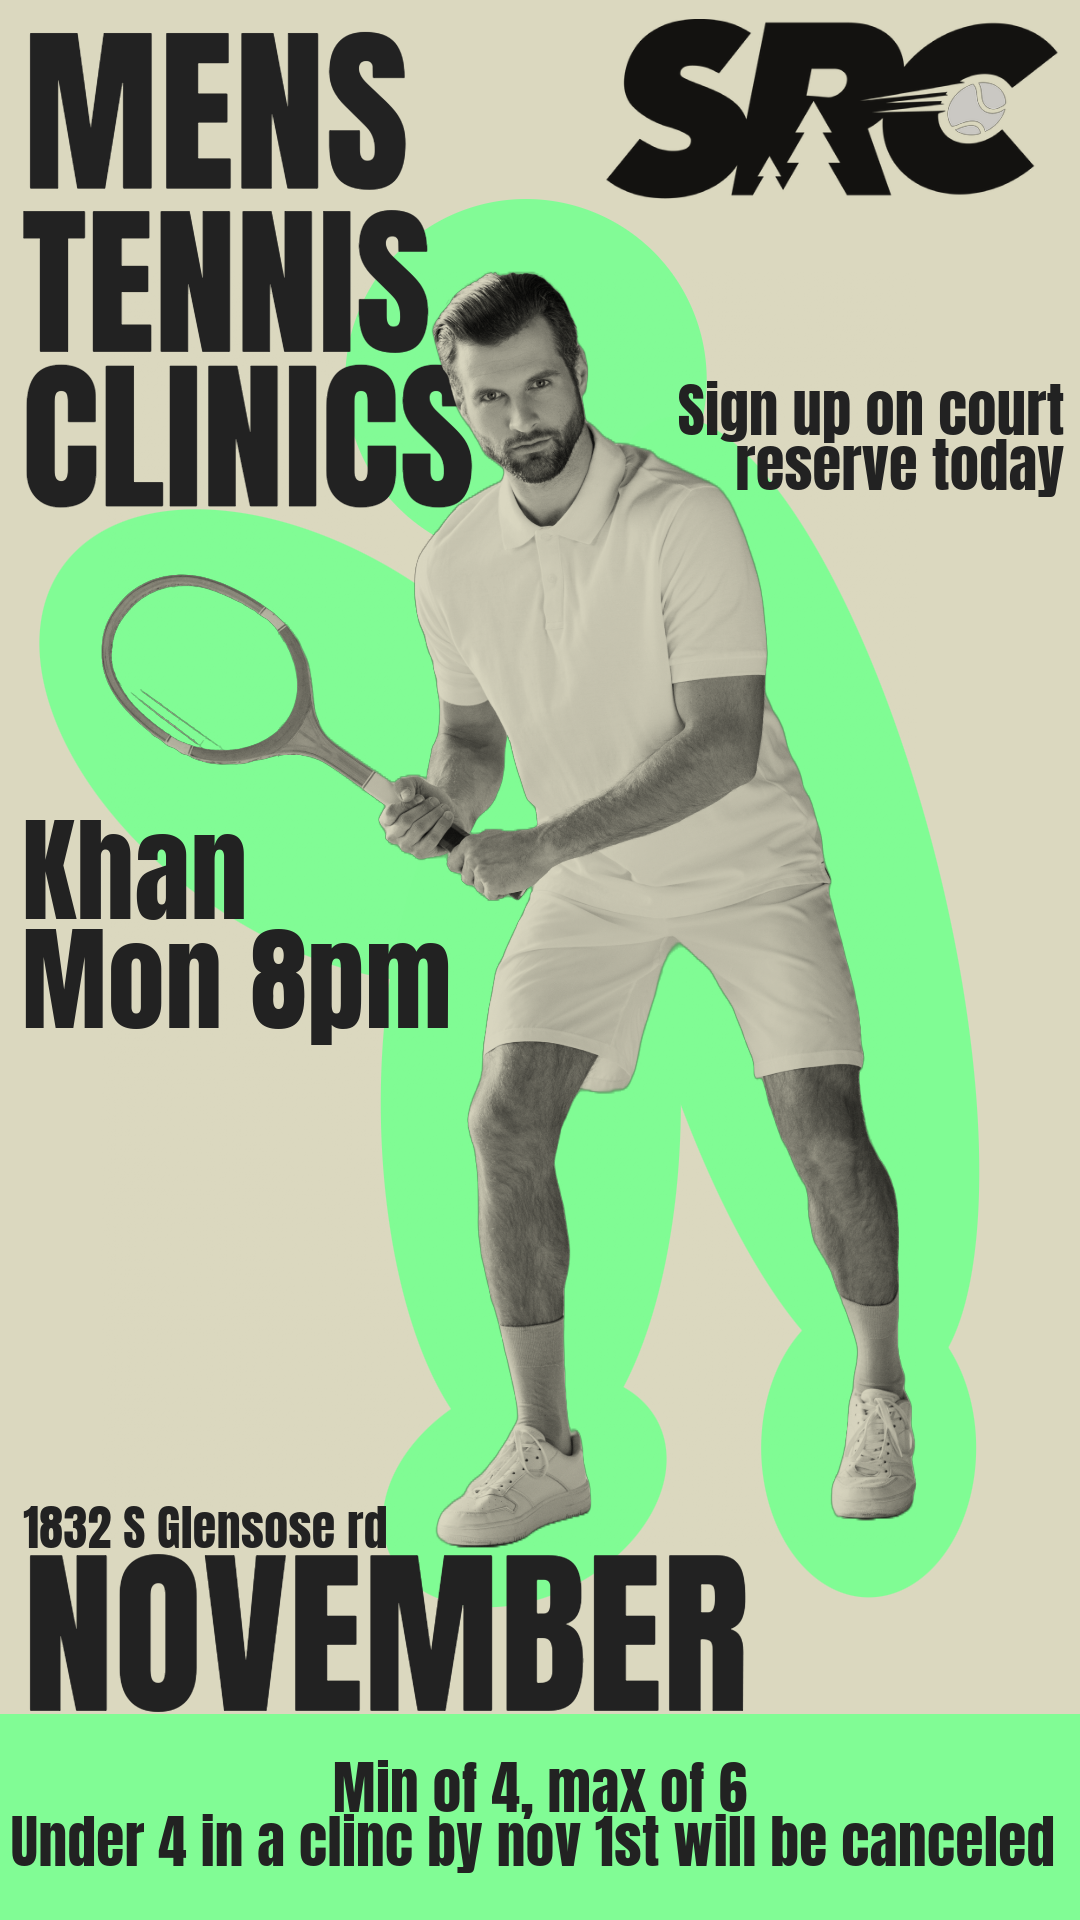 MENS
SRC
TENNIS
CLINICS
Sign up on court
reserve today
Khan
Mon 8pm
1832 S Glensose rd
NOVEMBER
Min of 4, max of 6
Under 4 in a clinc by nov 1st will be canceled